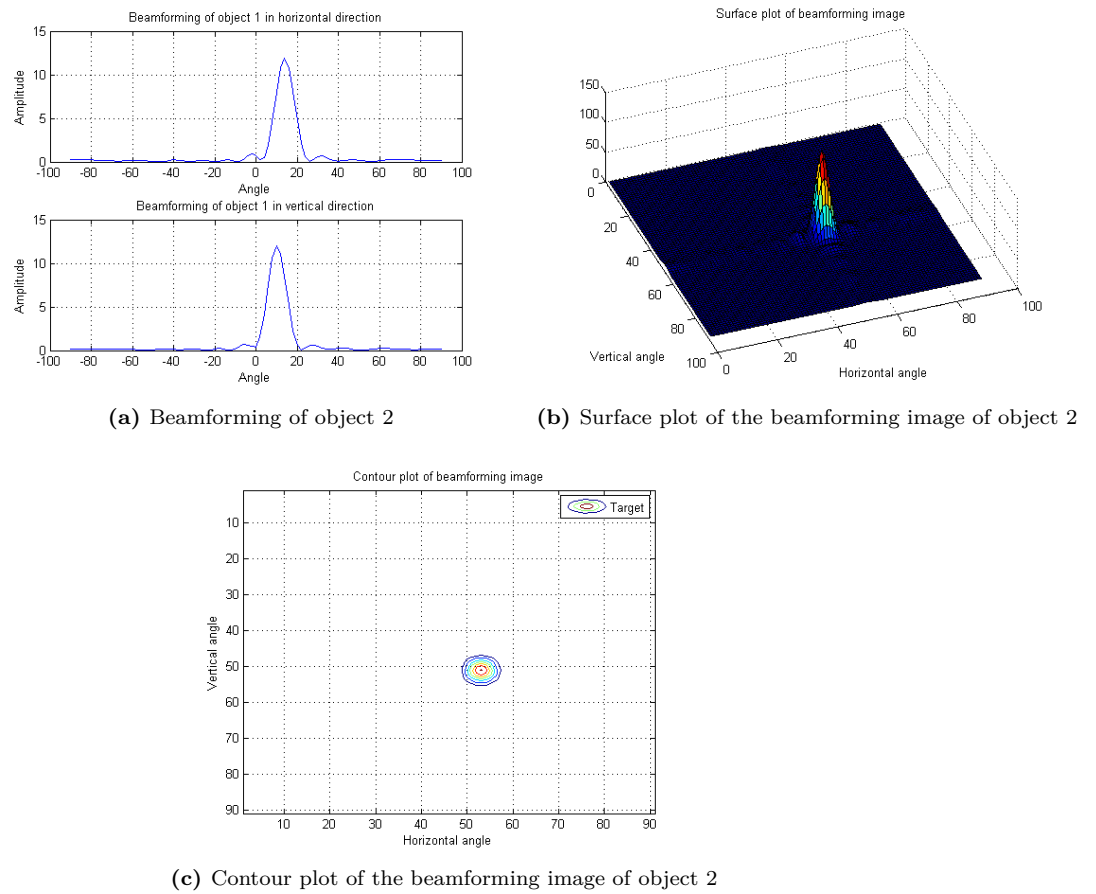 Beamforming of object 1 in horizontal direction
15
10
5
0
Amplitude
-100 -80 -60 -40 -20 0 20 40 60 80 100
Angle
Beamforming of object 1 in vertical direction
15
10
5
0
Amplitude
-100 -80 -60 -40 -20 0 20 40 60 80 100
Angle
(a) Beamforming of object 2
Surface plot of beamforming image
150
100
50
0
0
20
40
60
80
100
Vertical angle
0
20
40
60
80
100
Horizontal angle
(b) Surface plot of the beamforming image of object 2
Contour plot of beamforming image
Target
10
20
30
40
50
60
70
80
90
Vertical angle
10 20 30 40 50 60 70 80 90
Horizontal angle
(c) Contour plot of the beamforming image of object 2